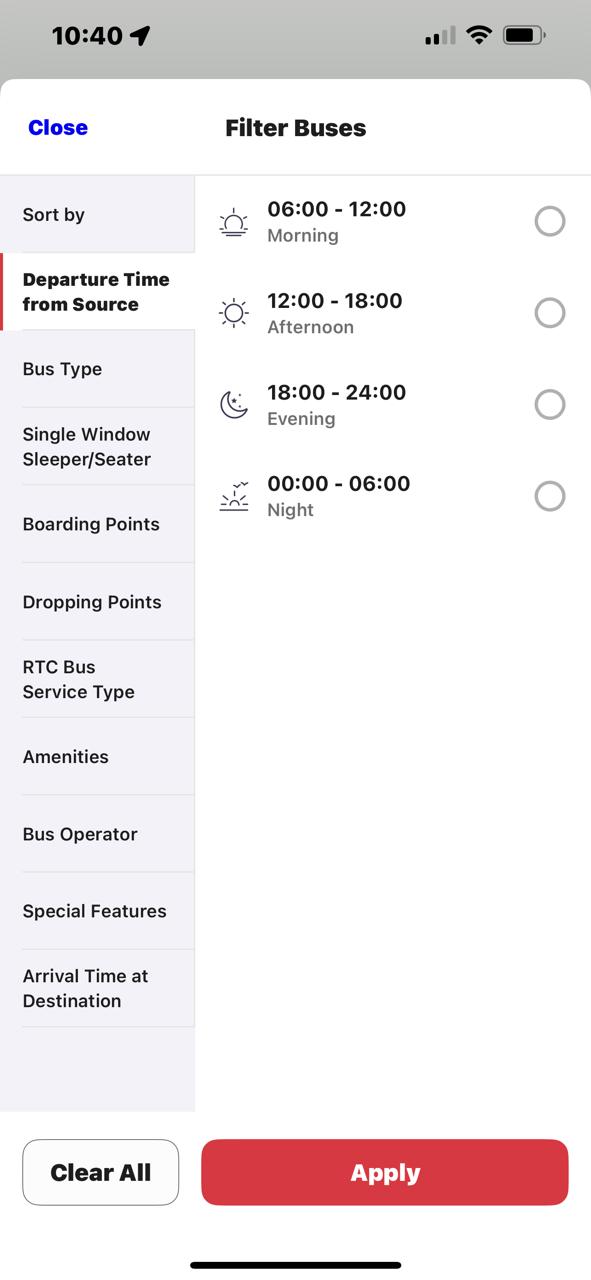 10:40
Close
Filter Buses
Sort by
Departure Time
from Source
Bus Type
Single Window
Sleeper/Seater
Boarding Points
Dropping Points
RTC Bus
Service Type
Amenities
Bus Operator
Special Features
Arrival Time at
Destination
06:00 - 12:00
Morning
12:00 - 18:00
Afternoon
18:00 - 24:00
Evening
00:00 - 06:00
Night
Clear All
Apply